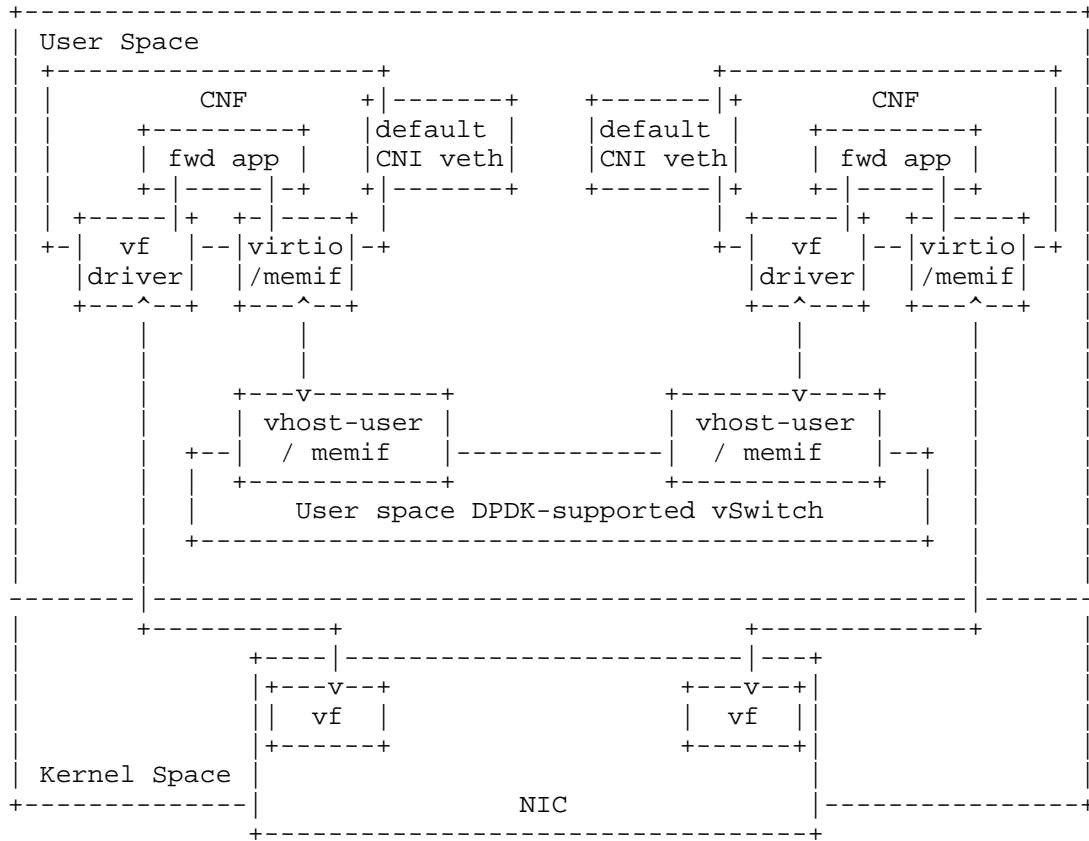 User Space
CNF CNF
default default
fwd app CNI veth CNI veth fwd app
vf virtio vf virtio
driver /memif driver /memif
vhost-user vhost-user
/ memif / memif
User space DPDK-supported vSwitch
vf vf
Kernel Space
NIC